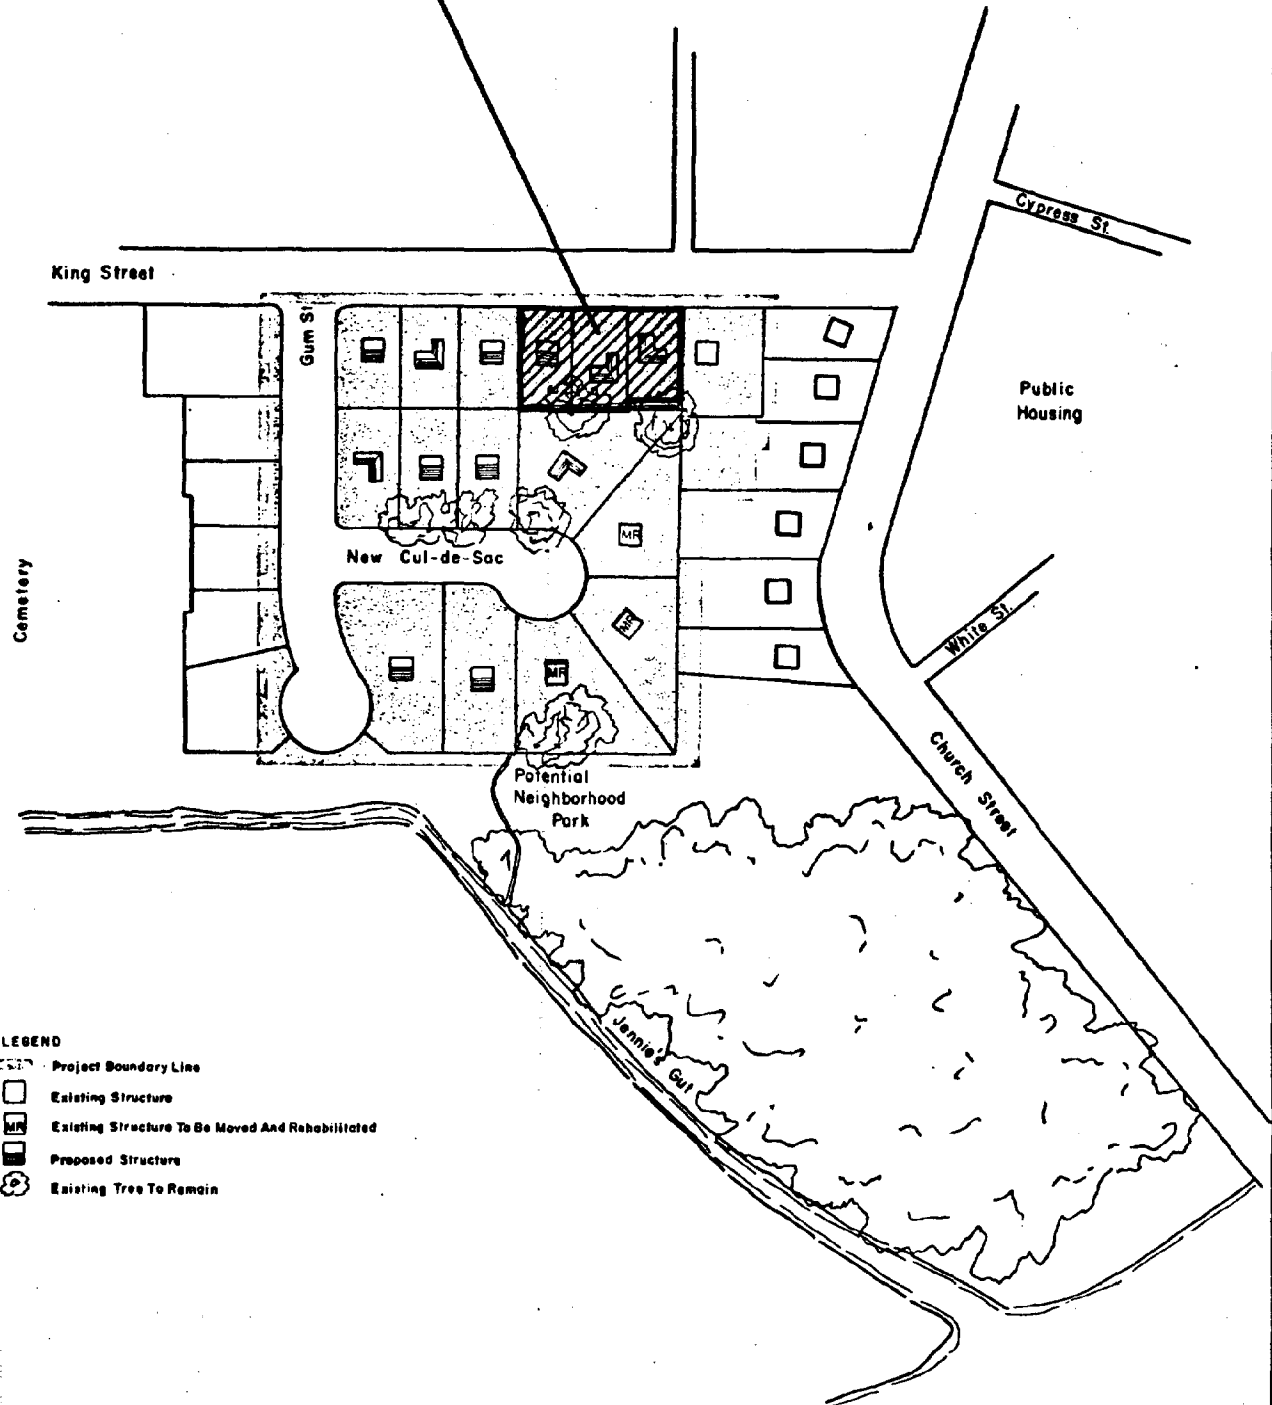 Cypress St.
King Street
Gum St.
Public
Housing
New Cul-de-Sac
MR
Cemetery
MR
White St.
MR
Church Street
Potential
Neighborhood
Park
Jennie's Gut
LEGEND
Project Boundary Line
Existing Structure
MR Existing Structure To Be Moved And Rehabilitated
Proposed Structure
Existing Tree To Remain